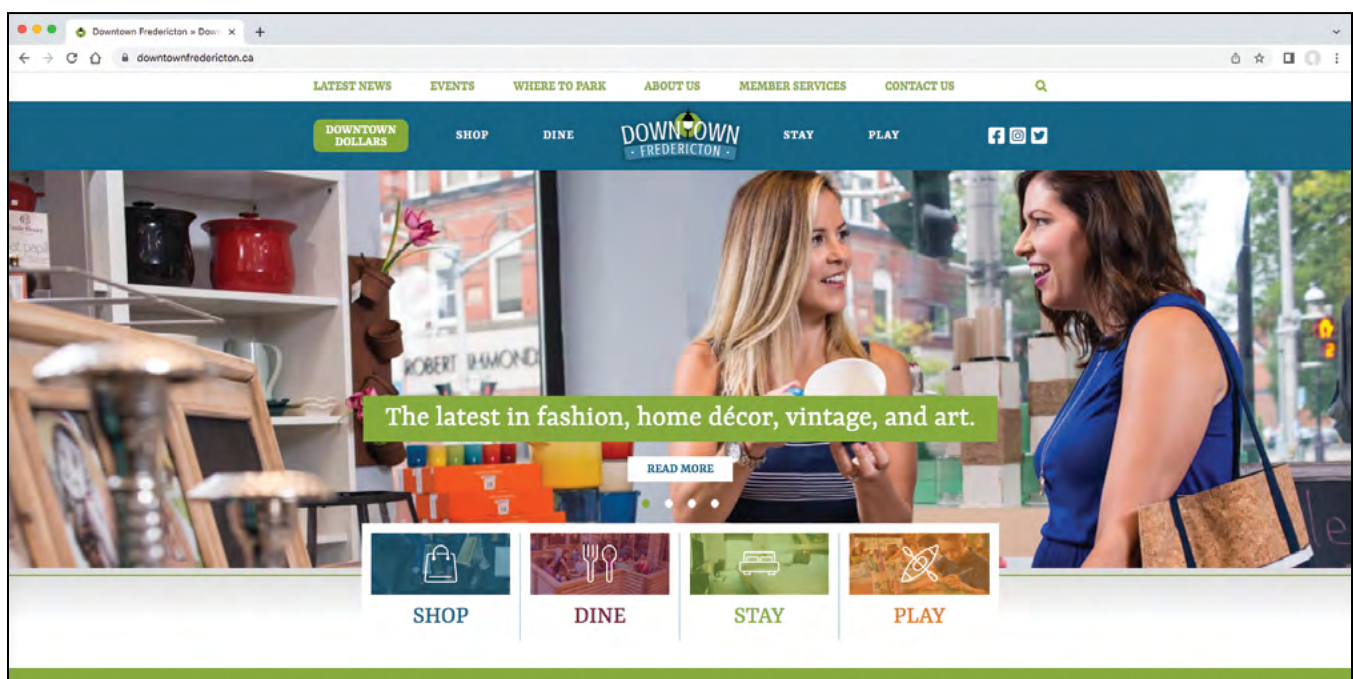 Downtown Fredericton » Down
downtownfredericton.ca
LATEST NEWS EVENTS WHERE TO PARK ABOUT US MEMBER SERVICES CONTACT US
DOWNTOWN
DOLLARS
SHOP DINE
DOWNTOWN
· FREDERICTON ·
STAY PLAY
ROBERT
The latest in fashion, home décor, vintage, and art.
READ MORE
SHOP DINE STAY PLAY